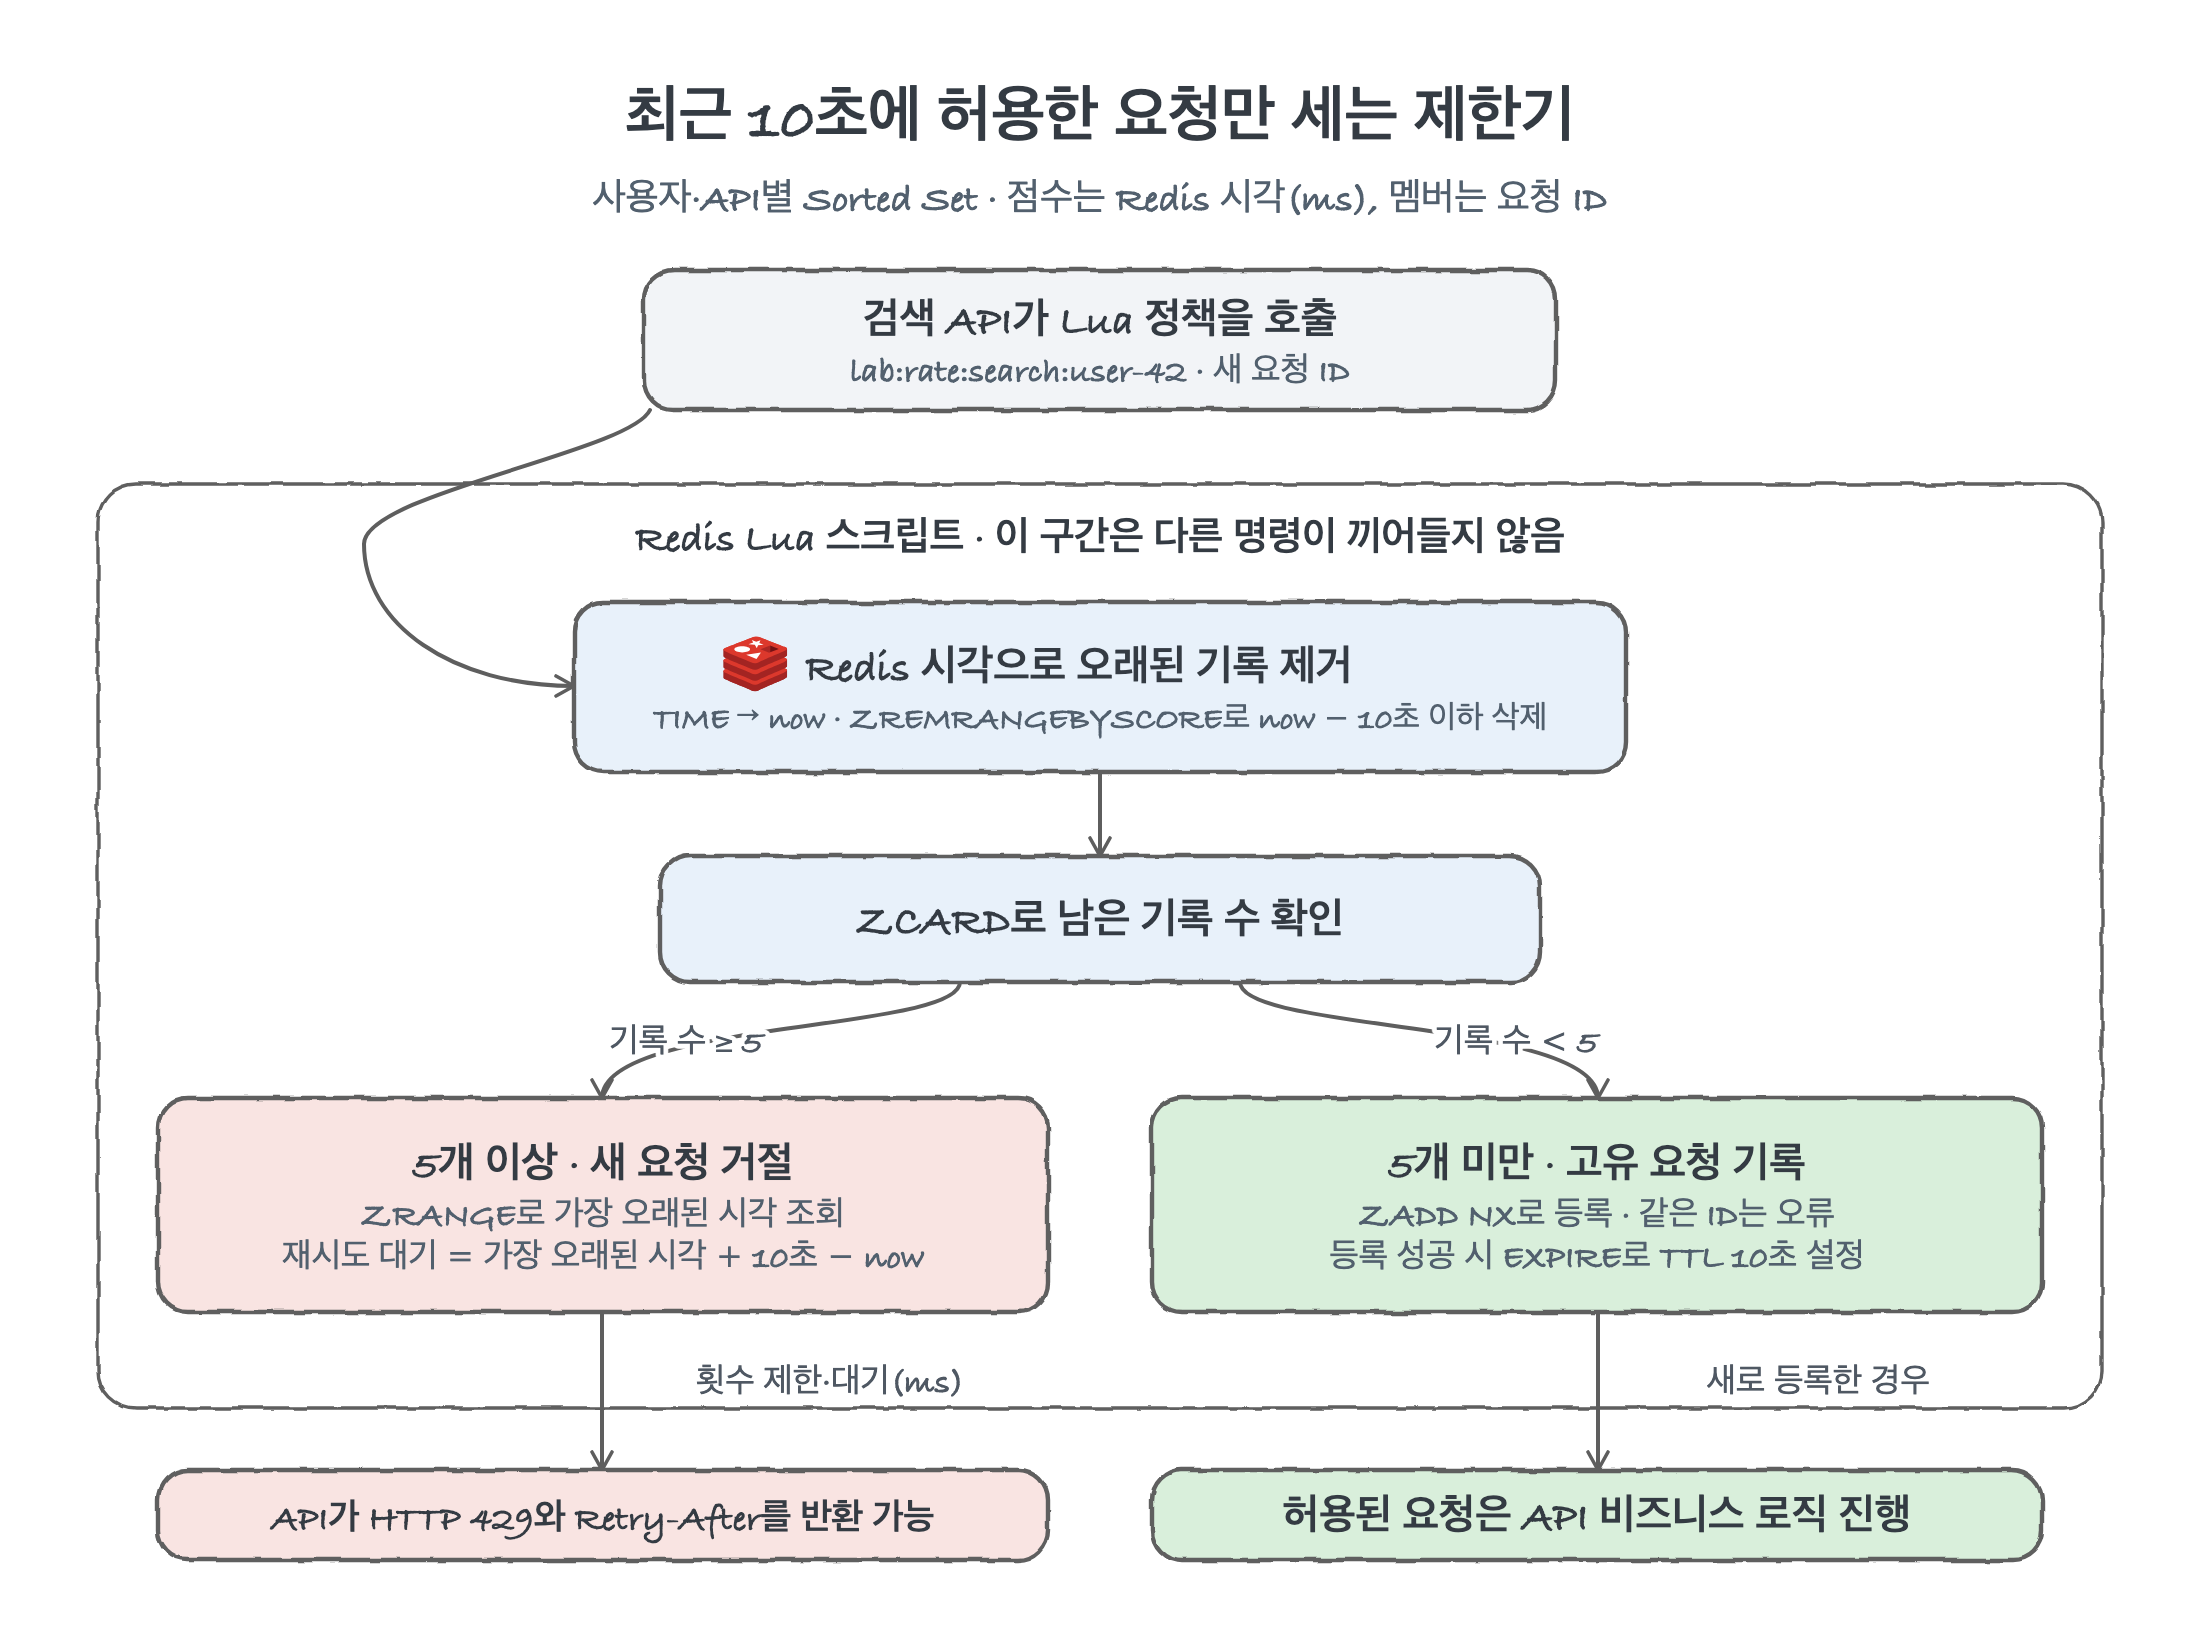 최근 10초에 허용한 요청만 세는 제한기
사용자·API별 Sorted Set · 점수는 Redis 시각(ms), 멤버는 요청 ID
검색 API가 Lua 정책을 호출
lab:rate:search:user-42 · 새 요청 ID
Redis Lua 스크립트 · 이 구간은 다른 명령이 끼어들지 않음
Redis 시각으로 오래된 기록 제거
TIME → now · ZREMRANGEBYSCORE로 now − 10초 이하 삭제
ZCARD로 남은 기록 수 확인
기록 수 ≥ 5
기록 수 < 5
5개 이상 · 새 요청 거절
ZRANGE로 가장 오래된 시각 조회
재시도 대기 = 가장 오래된 시각 + 10초 − now
5개 미만 · 고유 요청 기록
ZADD NX로 등록 · 같은 ID는 오류
등록 성공 시 EXPIRE로 TTL 10초 설정
횟수 제한·대기(ms)
새로 등록한 경우
API가 HTTP 429와 Retry-After를 반환 가능
허용된 요청은 API 비즈니스 로직 진행